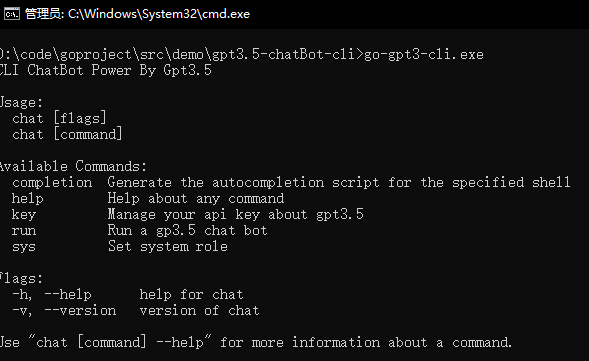 管理员: C:\Windows\System32\cmd.exe
D:\code\goproject\src\demo\gpt3.5-chatBot-cli>go-gpt3-cli.exe
CLI ChatBot Power By Gpt3.5
Usage:
chat [flags]
chat [command]
Available Commands:
completion Generate the autocompletion script for the specified shell
help Help about any command
key Manage your api key about gpt3.5
run Run a gp3.5 chat bot
sys Set system role
Flags:
-h, --help help for chat
-v, --version version of chat
Use "chat [command] --help" for more information about a command.